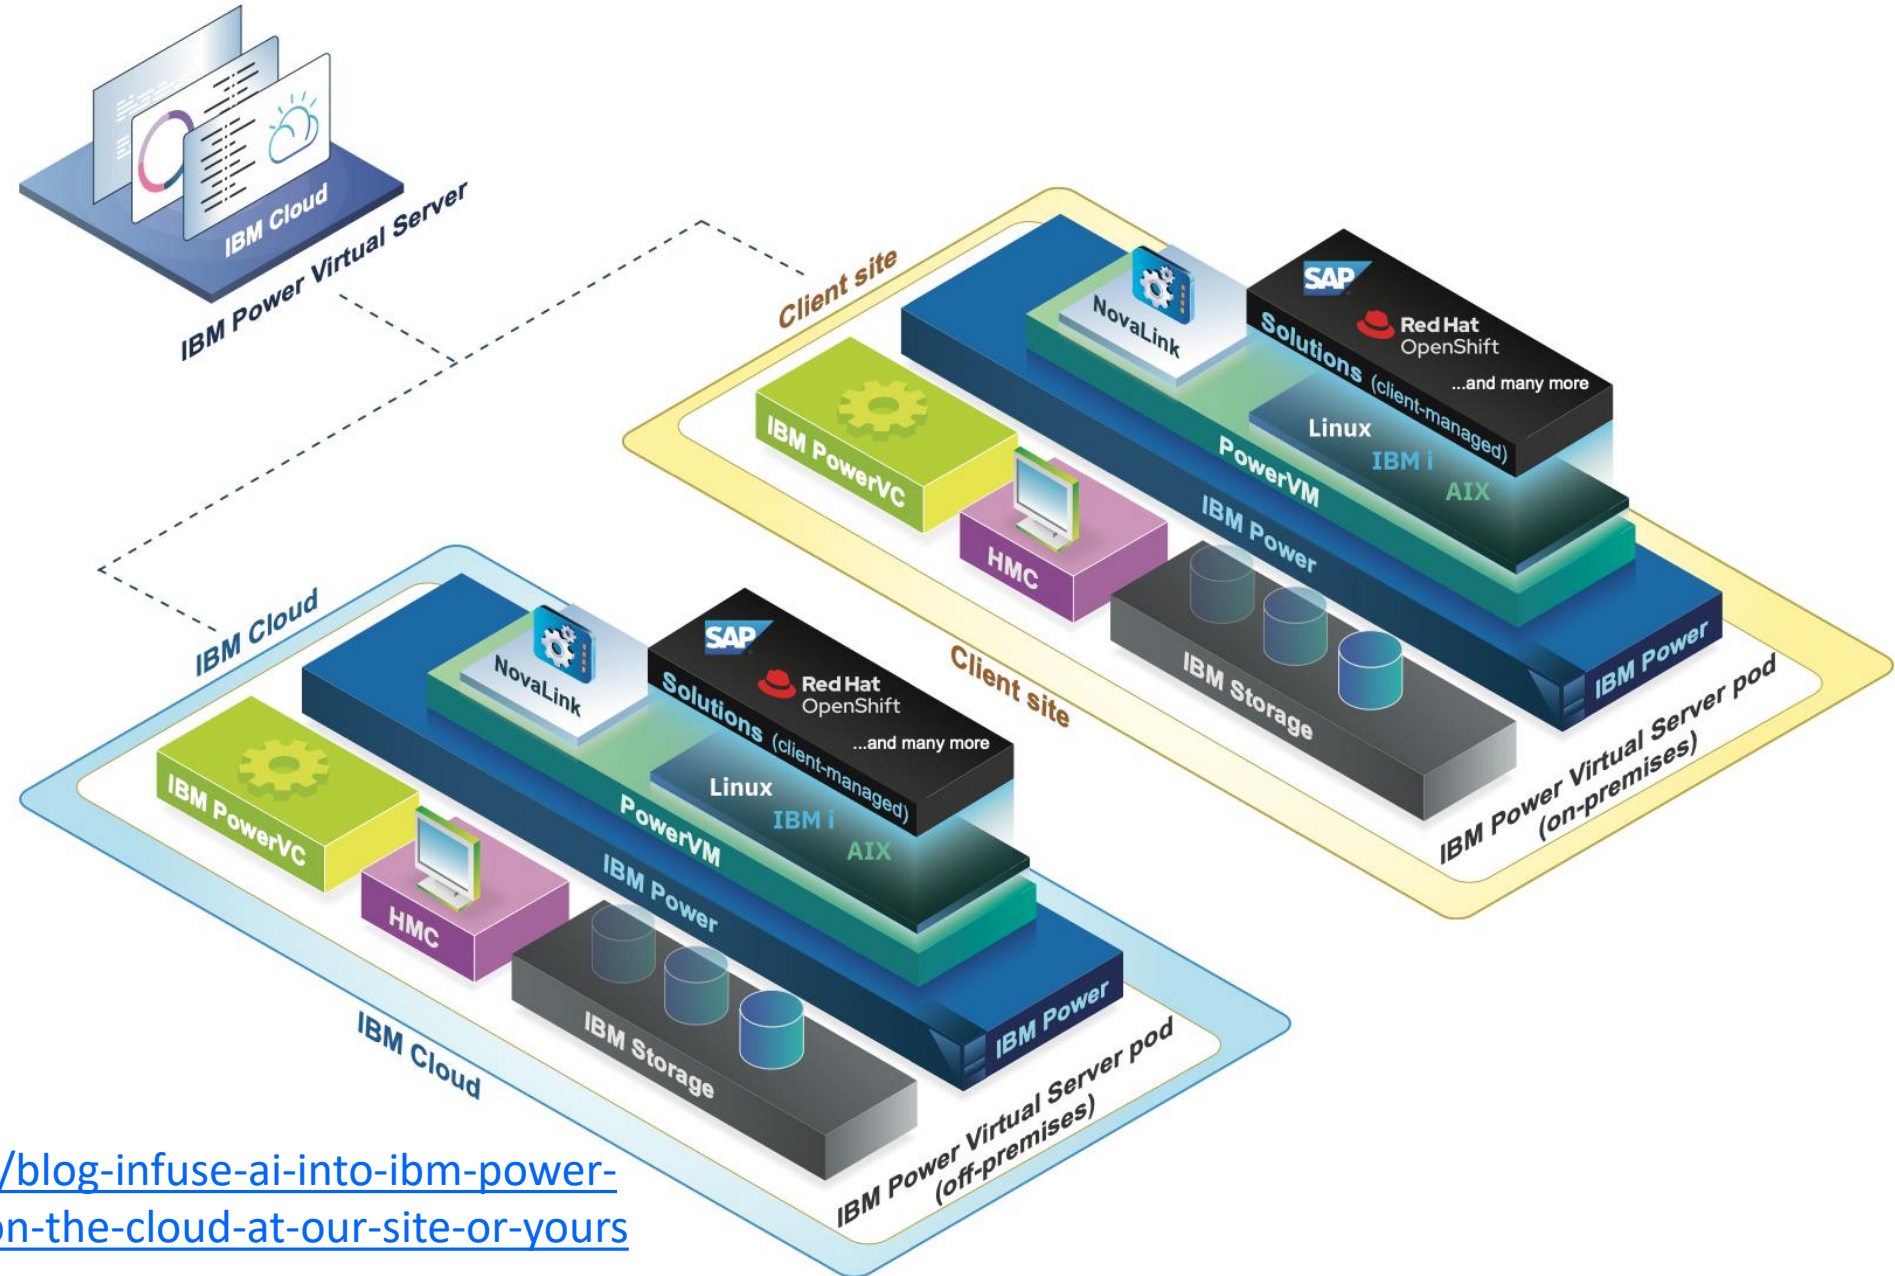 IBM Cloud
IBM Power Virtual Server
Client site
NovaLink
SAP
Red Hat
OpenShift
...and many more
Solutions (client-managed)
Linux
IBM i
AIX
PowerVM
IBM Power
IBM PowerVC
HMC
IBM Storage
IBM Power
Client site
IBM Power Virtual Server pod
(on-premises)
IBM Cloud
NovaLink
SAP
Red Hat
OpenShift
...and many more
Solutions (client-managed)
Linux
IBM i
AIX
PowerVM
IBM Power
IBM PowerVC
HMC
IBM Storage
IBM Power
IBM Cloud
IBM Power Virtual Server pod
(off-premises)
/blog-infuse-ai-into-ibm-power-
on-the-cloud-at-our-site-or-yours